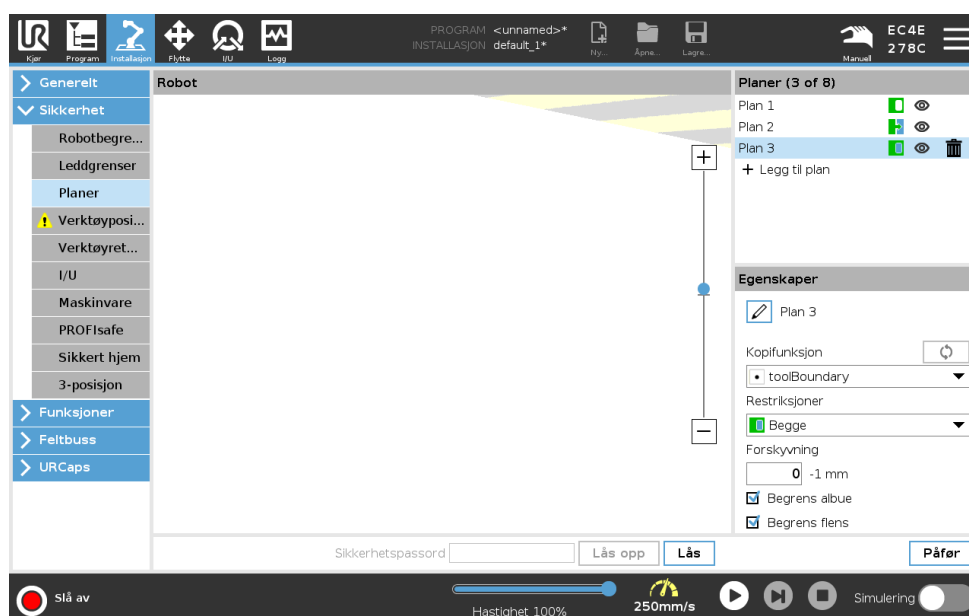 PROGRAM <unnamed>*
INSTALLASJON default_1*
UR
Kjør
Program
Installasjon
Flytte
I/U
Logg
Ny...
Åpne...
Lagre...
Manuel
EC4E
278C
Generelt
Sikkerhet
Robotbegre...
Leddgrenser
Planer
Verktøyposi...
Verktøyret...
I/U
Maskinvare
PROFIsafe
Sikkert hjem
3-posisjon
Funksjoner
Feltbuss
URCaps
Robot
Planer (3 of 8)
Plan 1
Plan 2
Plan 3
+ Legg til plan
Egenskaper
Plan 3
Kopifunksjon
toolBoundary
Restriksjoner
Begge
Forskyvning
0 -1 mm
Begrens albue
Begrens flens
Sikkerhetspassord Lås opp Lås Påfør
Slå av
Hastighet 100%
250mm/s
Simulering